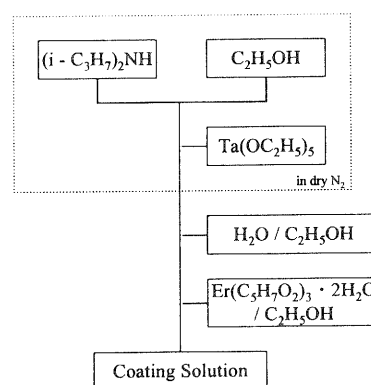 (i - C₃H₇)₂NH
C₂H₅OH
Ta(OC₂H₅)₅
in dry N₂
H₂O / C₂H₅OH
Er(C₅H₇O₂)₃ · 2H₂O
/ C₂H₅OH
Coating Solution